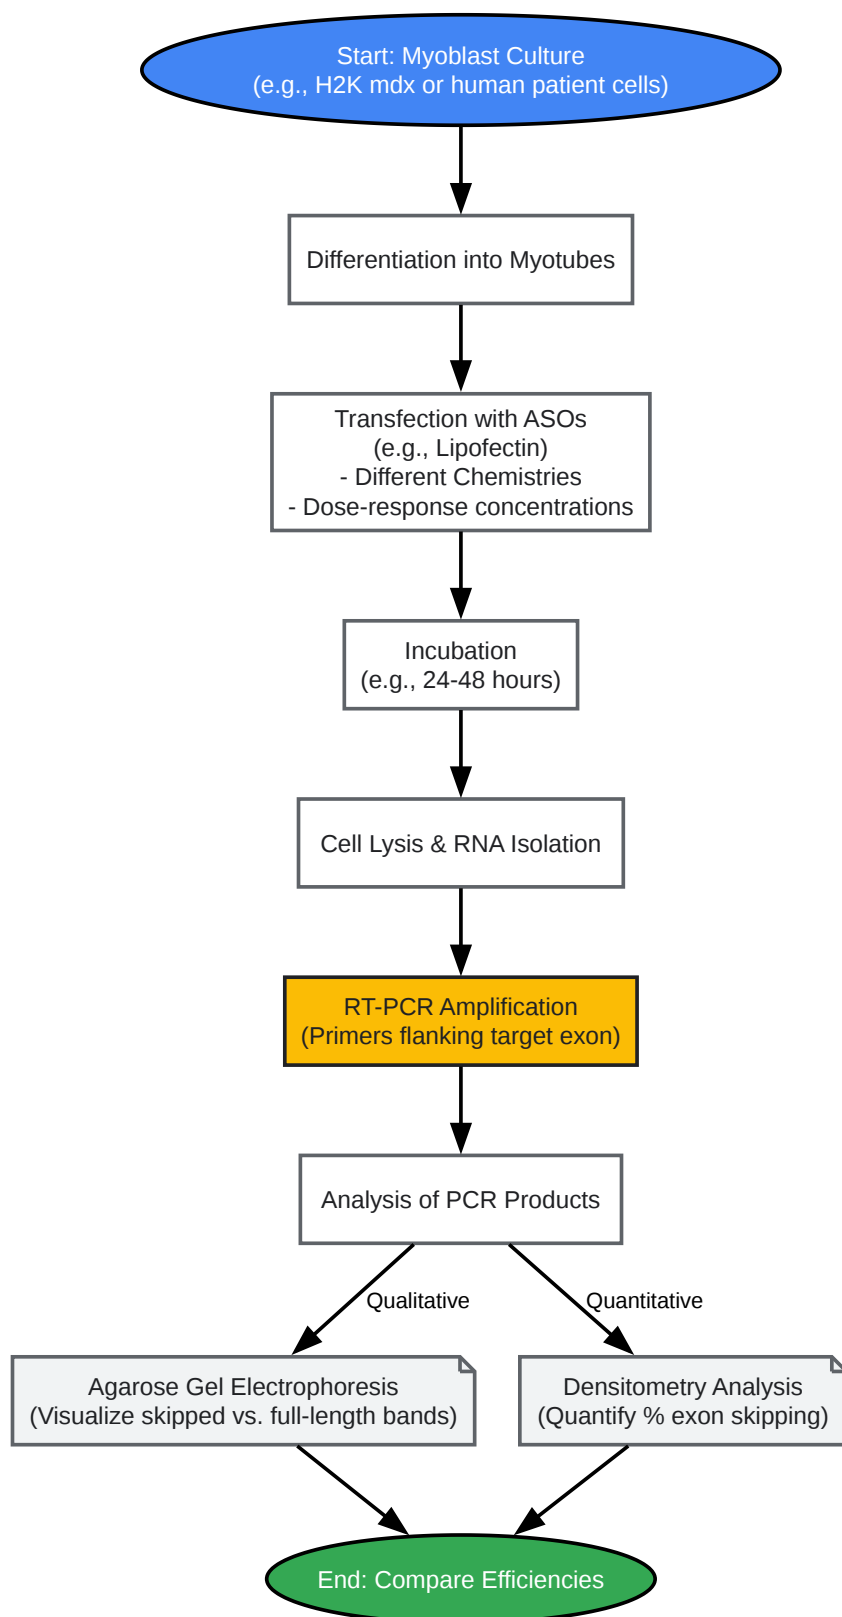 Start: Myoblast Culture
(e.g., H2K mdx or human patient cells)
Differentiation into Myotubes
Transfection with ASOs
(e.g., Lipofectin)
- Different Chemistries
- Dose-response concentrations
Incubation
(e.g., 24-48 hours)
Cell Lysis & RNA Isolation
RT-PCR Amplification
(Primers flanking target exon)
Analysis of PCR Products
Qualitative
Quantitative
Agarose Gel Electrophoresis
(Visualize skipped vs. full-length bands)
Densitometry Analysis
(Quantify % exon skipping)
End: Compare Efficiencies